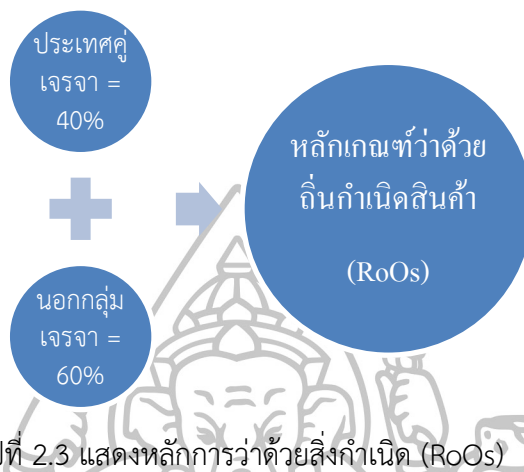 ประเทศคู่
เจรจา =
40%
นอกกลุ่ม
เจรจา =
60%
หลักเกณฑ์ว่าด้วย
ถิ่นกำเนิดสินค้า
(RoOs)
ปที่ 2.3 แสดงหลักการว่าด้วยสิ่งกำเนิด (RoOs)